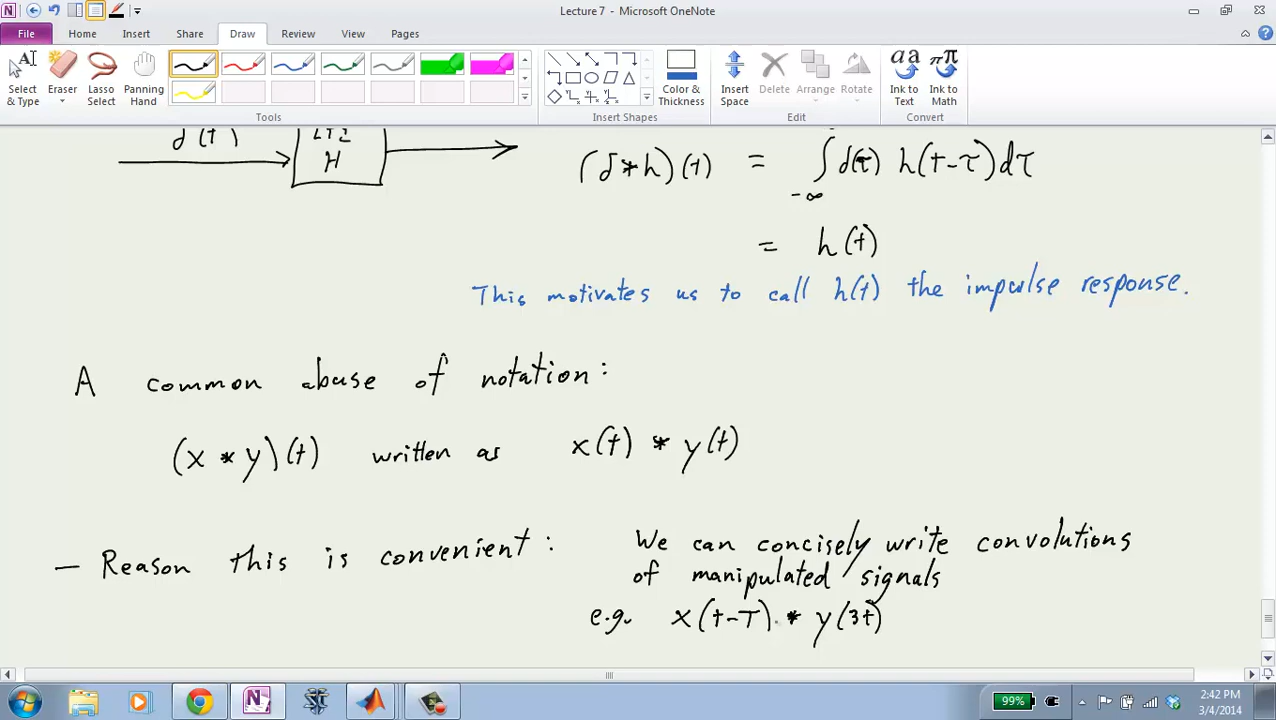 Lecture 7 - Microsoft OneNote
File Home Insert Share Draw Review View Pages
Select & Type Eraser Lasso Select Panning Hand Color & Thickness Insert Space Delete Arrange Rotate Ink to Text Ink to Math
Tools Insert Shapes Edit Convert
δ(t) LTI H
(δ*h)(t) = ∫ δ(τ) h(t-τ)dτ
-∞
= h(t)
This motivates us to call h(t) the impulse response.
A common abuse of notation:
(x * y)(t) written as x(t) * y(t)
— Reason this is convenient: We can concisely write convolutions
of manipulated signals
e.g. x(t-T) * y(3t)
99% 2:42 PM
3/4/2014